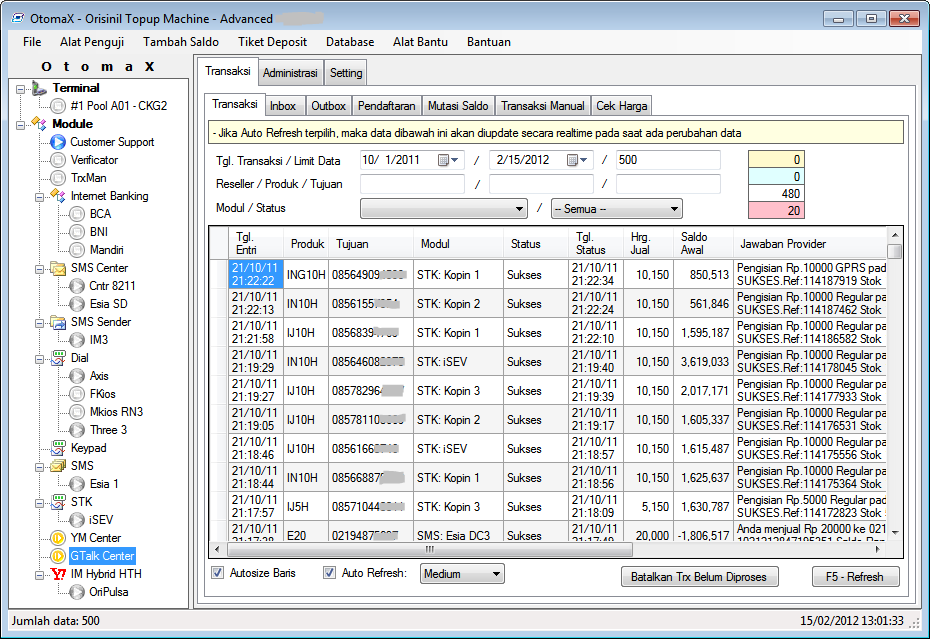 OtomaX - Orisinil Topup Machine - Advanced
File Alat Penguji Tambah Saldo Tiket Deposit Database Alat Bantu Bantuan
O t o m a X
Terminal
#1 Pool A01 - CKG2
Module
Customer Support
Verificator
TrxMan
Internet Banking
BCA
BNI
Mandiri
SMS Center
Cntr 8211
Esia SD
SMS Sender
IM3
Dial
Axis
FKios
Mkios RN3
Three 3
Keypad
SMS
Esia 1
STK
iSEV
YM Center
GTalk Center
IM Hybrid HTH
OriPulsa
Transaksi Administrasi Setting
Transaksi Inbox Outbox Pendaftaran Mutasi Saldo Transaksi Manual Cek Harga
- Jika Auto Refresh terpilih, maka data dibawah ini akan diupdate secara realtime pada saat ada perubahan data
Tgl. Transaksi / Limit Data 10/ 1/2011 / 2/15/2012 / 500 0
Reseller / Produk / Tujuan / / 0
480
Modul / Status / -- Semua -- 20
Tgl. Entri Produk Tujuan Modul Status Tgl. Status Hrg. Jual Saldo Awal Jawaban Provider
21/10/11 21:22:22 ING10H 08564909 STK: Kopin 1 Sukses 21/10/11 21:22:34 10,150 850,513 Pengisian Rp.10000 GPRS pad SUKSES.Ref:114187919 Stok
21/10/11 21:22:13 IN10H 0856155 STK: Kopin 2 Sukses 21/10/11 21:22:24 10,150 561,846 Pengisian Rp.10000 Regular pa SUKSES.Ref:114187462 Stok
21/10/11 21:21:58 IJ10H 0856839 STK: Kopin 1 Sukses 21/10/11 21:22:10 10,150 1,595,187 Pengisian Rp.10000 Regular pa SUKSES.Ref:114186582 Stok
21/10/11 21:19:29 IN10H 08564608 STK: iSEV Sukses 21/10/11 21:19:40 10,150 3,619,033 Pengisian Rp.10000 Regular pa SUKSES.Ref:114178045 Stok
21/10/11 21:19:27 IJ10H 08578296 STK: Kopin 3 Sukses 21/10/11 21:19:39 10,150 2,017,171 Pengisian Rp.10000 Regular pa SUKSES.Ref:114177933 Stok
21/10/11 21:19:05 IJ10H 08578110 STK: Kopin 2 Sukses 21/10/11 21:19:17 10,150 1,605,337 Pengisian Rp.10000 Regular pa SUKSES.Ref:114176531 Stok
21/10/11 21:18:46 IJ10H 0856166 STK: iSEV Sukses 21/10/11 21:18:57 10,150 1,615,487 Pengisian Rp.10000 Regular pa SUKSES.Ref:114175556 Stok
21/10/11 21:18:44 IN10H 0856887 STK: Kopin 1 Sukses 21/10/11 21:18:56 10,150 1,625,637 Pengisian Rp.10000 Regular pa SUKSES.Ref:114175364 Stok
21/10/11 21:17:57 IJ5H 08571044 STK: Kopin 3 Sukses 21/10/11 21:18:09 5,150 1,630,787 Pengisian Rp.5000 Regular pad SUKSES.Ref:114172823 Stok
21/10/11 E20 0219487 SMS: Esia DC3 Sukses 21/10/11 20,000 -1,806,517 Anda menjual Rp 20000 ke 021
Autosize Baris Auto Refresh: Medium Batalkan Trx Belum Diproses F5 - Refresh
Jumlah data: 500 15/02/2012 13:01:33